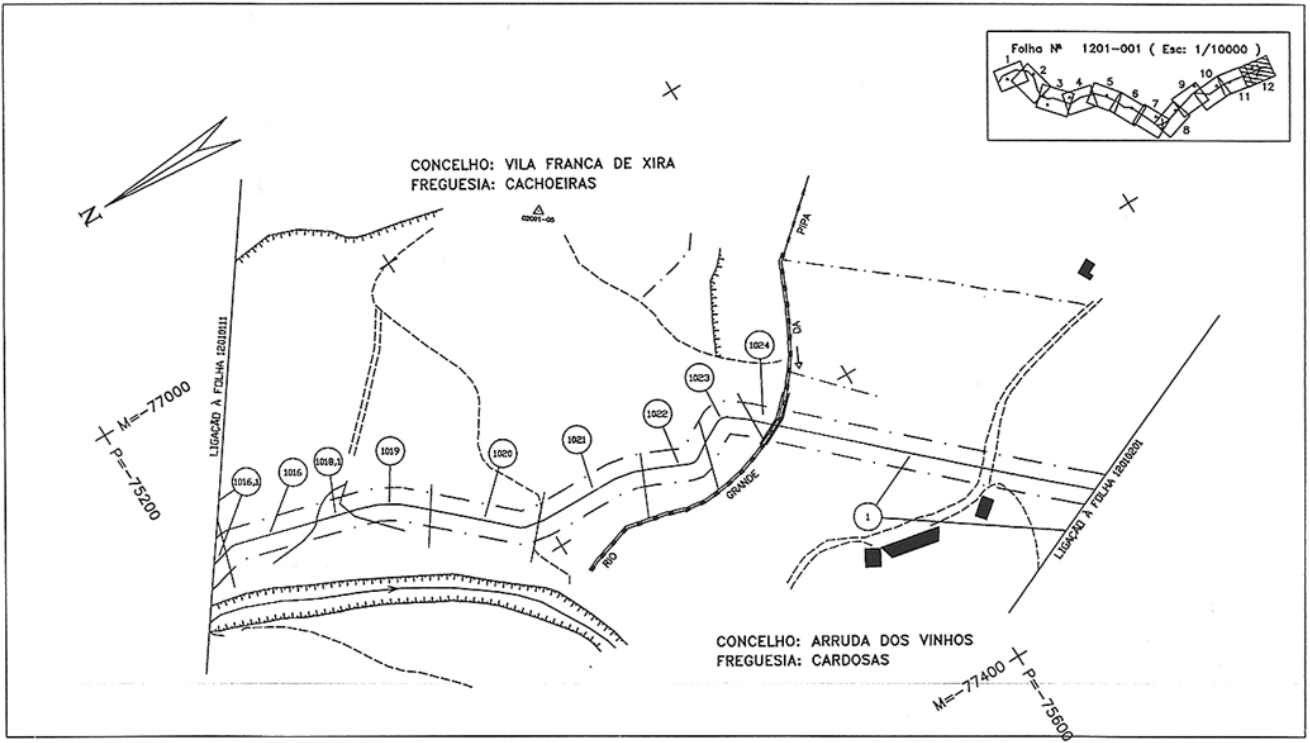 Folha Nª 1201-001 ( Esc: 1/10000 )
1
2
3
4
5
6
7
8
9
10
11
12
N
CONCELHO: VILA FRANCA DE XIRA
FREGUESIA: CACHOEIRAS
02001-05
PIPA
DA
GRANDE
RIO
LIGAÇÃO À FOLHA 12010111
M=-77000
P=-75200
1016,1
1016
1018,1
1019
1020
1021
1022
1023
1024
1
LIGAÇÃO À FOLHA 12010201
CONCELHO: ARRUDA DOS VINHOS
FREGUESIA: CARDOSAS
M=-77400
P=-75600